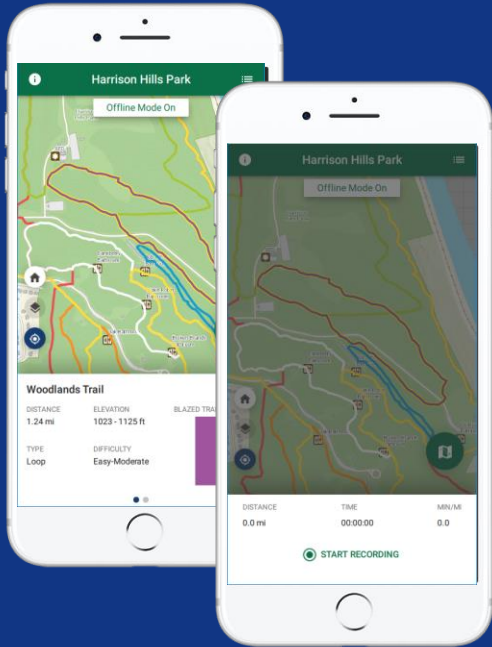 Harrison Hills Park
Offline Mode On
Woodlands Trail
DISTANCE
ELEVATION
BLAZED TRA
1.24 mi
1023 - 1125 ft
TYPE
DIFFICULTY
Loop
Easy-Moderate
Harrison Hills Park
Offline Mode On
DISTANCE
TIME
MIN/MI
0.0 mi
00:00:00
0.0
START RECORDING